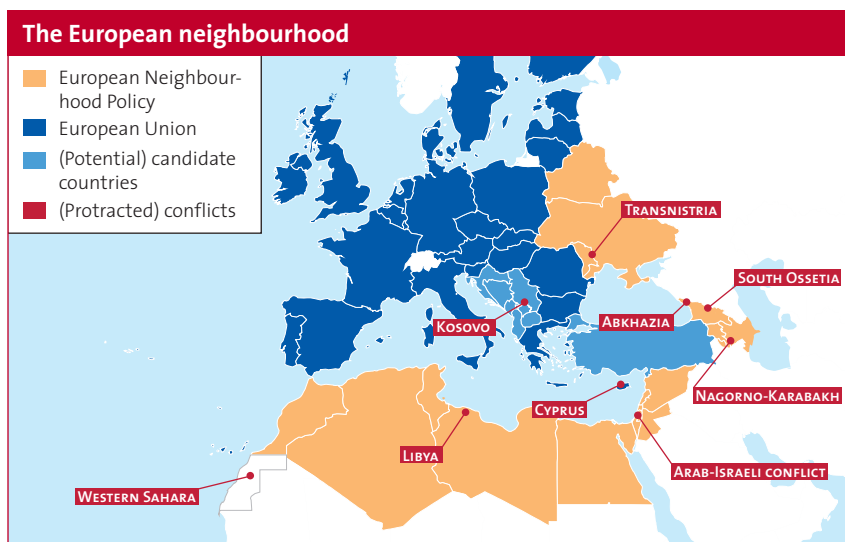 The European neighbourhood
European Neighbour-
hood Policy
European Union
(Potential) candidate
countries
(Protracted) conflicts
TRANSNISTRIA
SOUTH OSSETIA
ABKHAZIA
KOSOVO
NAGORNO-KARABAKH
CYPRUS
LIBYA
ARAB-ISRAELI CONFLICT
WESTERN SAHARA